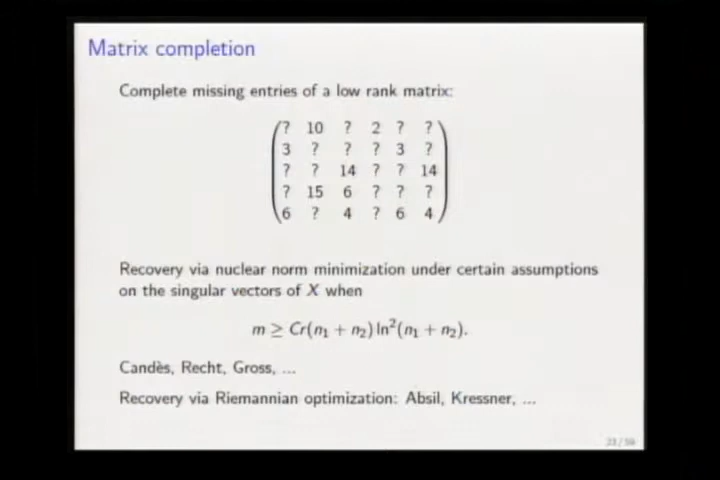 Matrix completion
Complete missing entries of a low rank matrix:
? 10 ? 2 ? ?
3 ? ? ? 3 ?
? ? 14 ? ? 14
? 15 6 ? ? ?
6 ? 4 ? 6 4
Recovery via nuclear norm minimization under certain assumptions
on the singular vectors of X when
m ≥ Cr(n₁ + n₂) ln²(n₁ + n₂).
Candès, Recht, Gross, ...
Recovery via Riemannian optimization: Absil, Kressner, ...
23 / 59